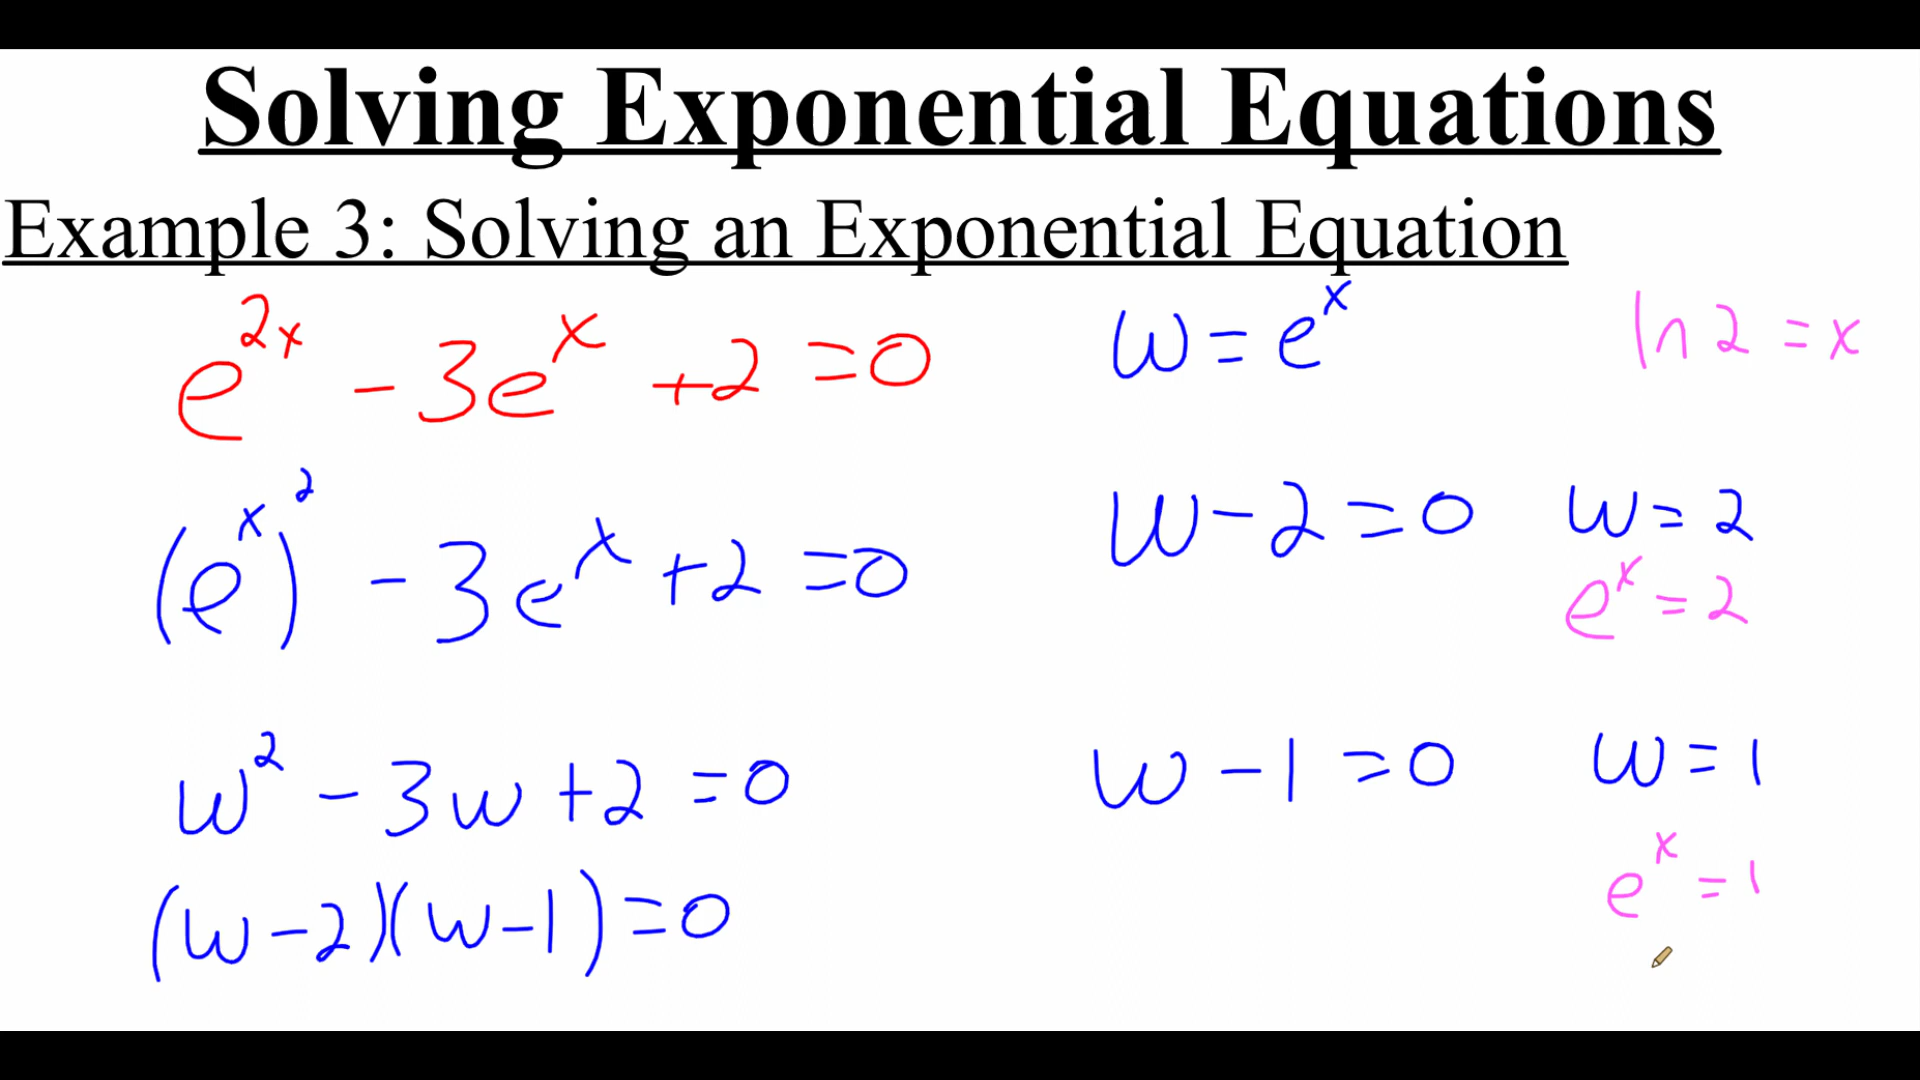 Solving Exponential Equations
Example 3: Solving an Exponential Equation
e^{2x} - 3e^x + 2 = 0
(e^x)^2 - 3e^x + 2 = 0
w^2 - 3w + 2 = 0
(w - 2)(w - 1) = 0
w = e^x
ln 2 = x
w - 2 = 0
w = 2
e^x = 2
w - 1 = 0
w = 1
e^x = 1